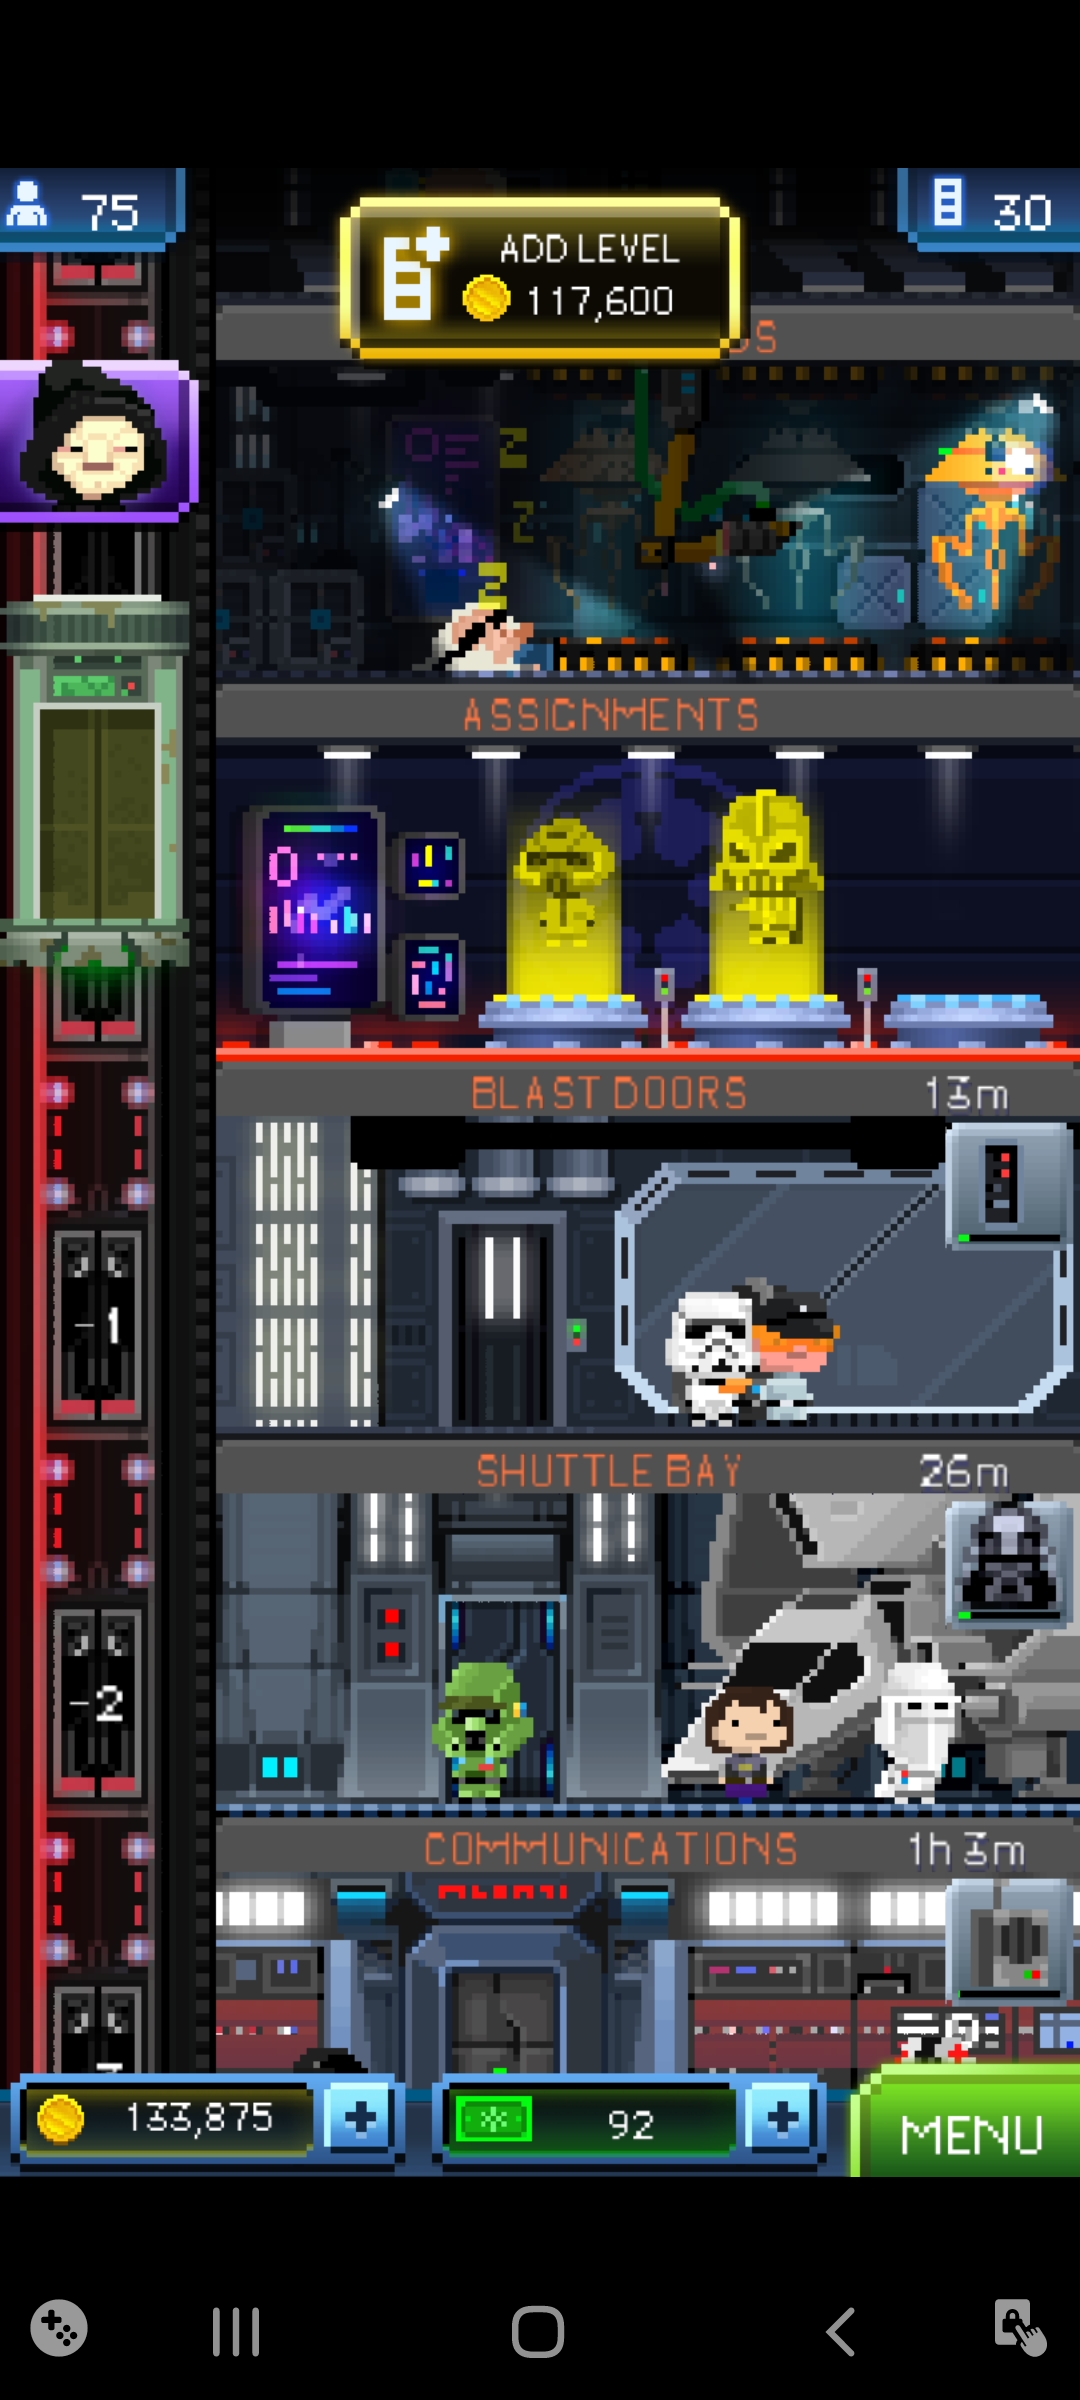 75
ADD LEVEL
117,600
30
Z
Z
Z
ASSIGNMENTS
BLAST DOORS 13m
-1
SHUTTLE BAY 26m
-2
COMMUNICATIONS 1h 3m
133,875
92
MENU